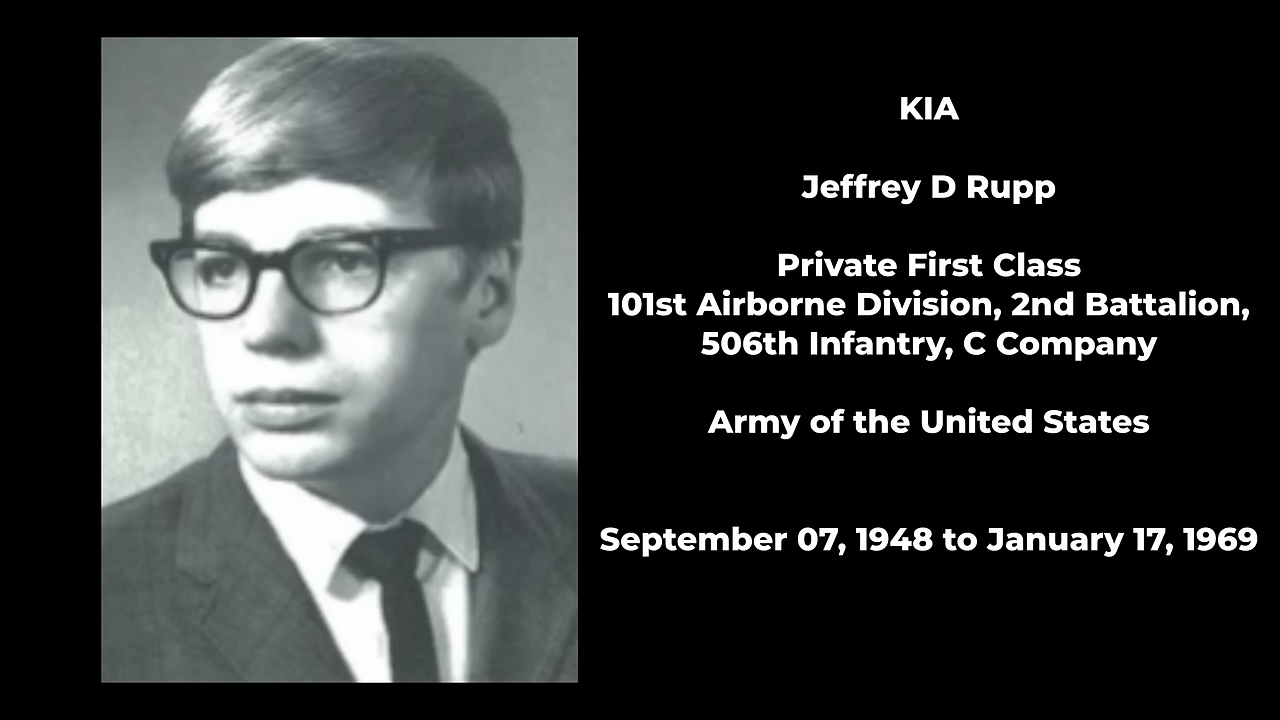 KIA
Jeffrey D Rupp
Private First Class
101st Airborne Division, 2nd Battalion,
506th Infantry, C Company
Army of the United States
September 07, 1948 to January 17, 1969